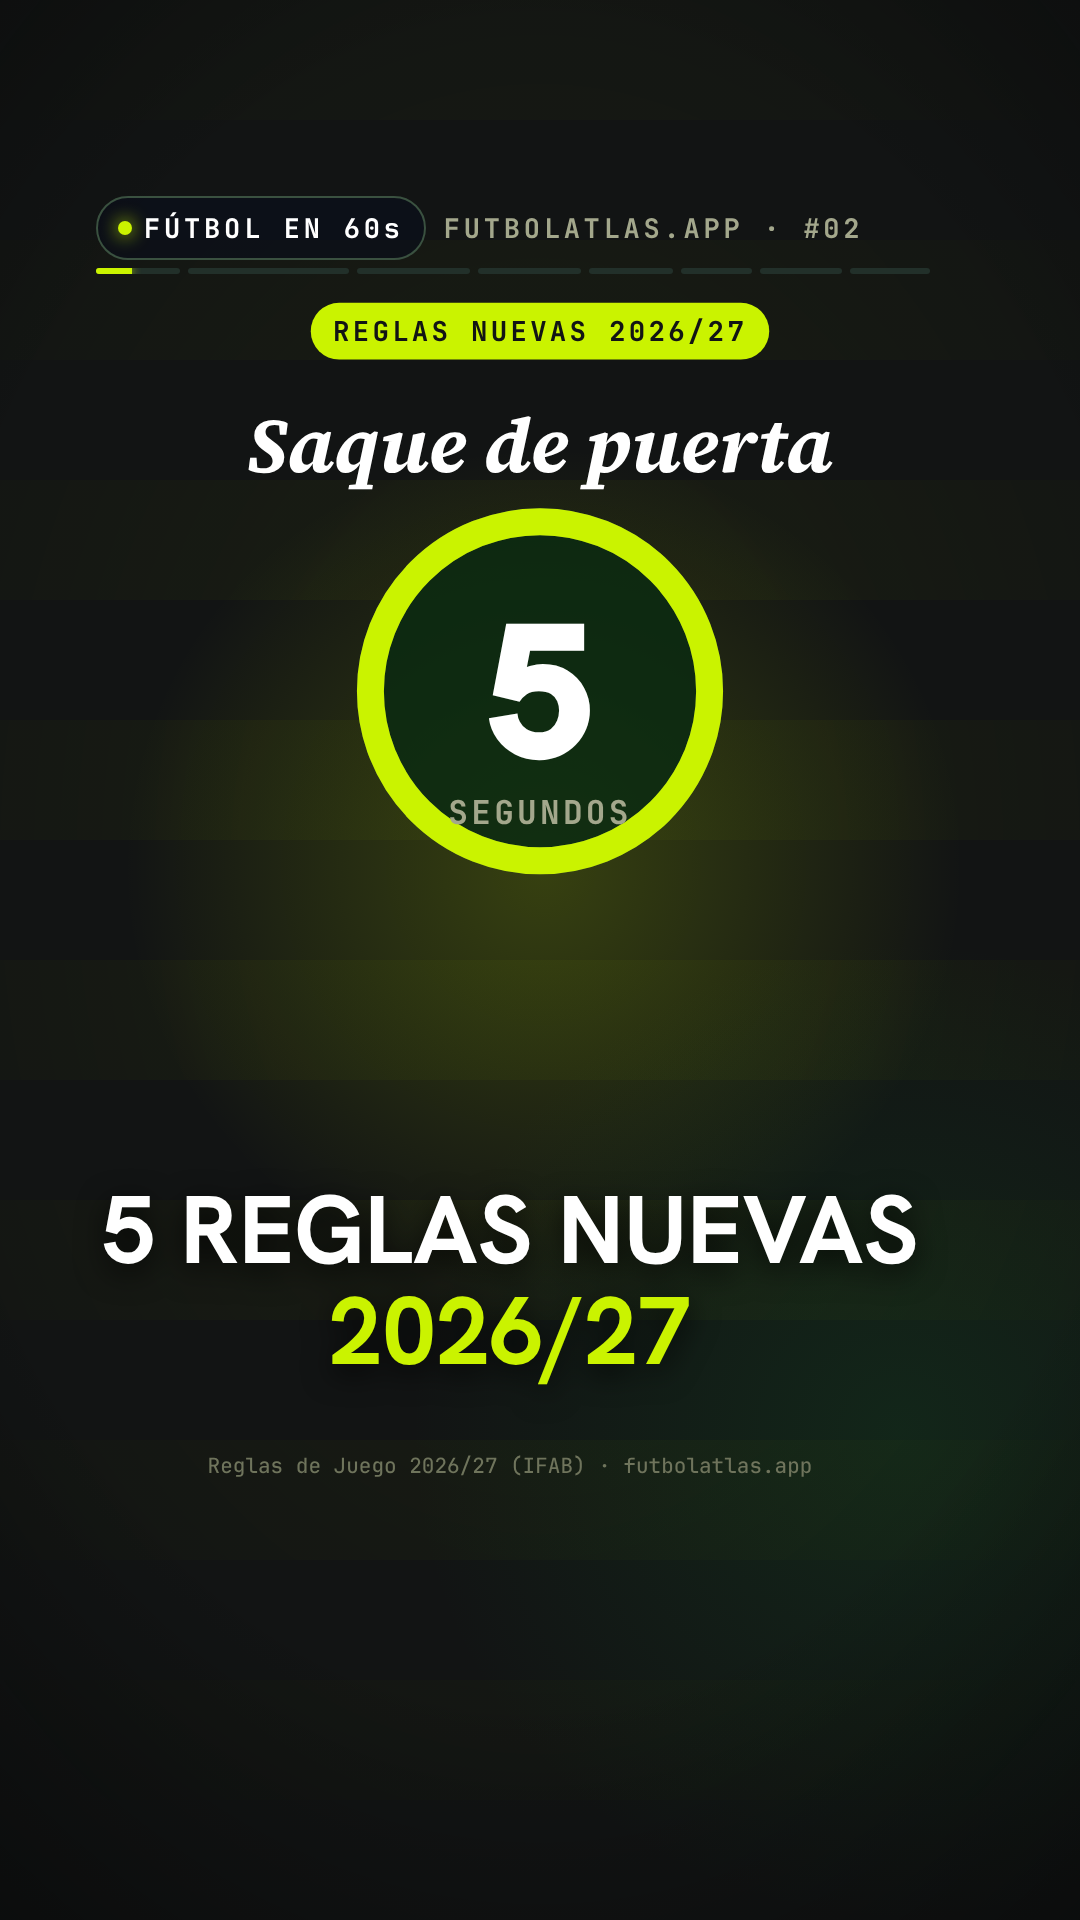 FÚTBOL EN 60s FUTBOLATLAS.APP · #02
REGLAS NUEVAS 2026/27
Saque de puerta
5
SEGUNDOS
5 REGLAS NUEVAS
2026/27
Reglas de Juego 2026/27 (IFAB) · futbolatlas.app